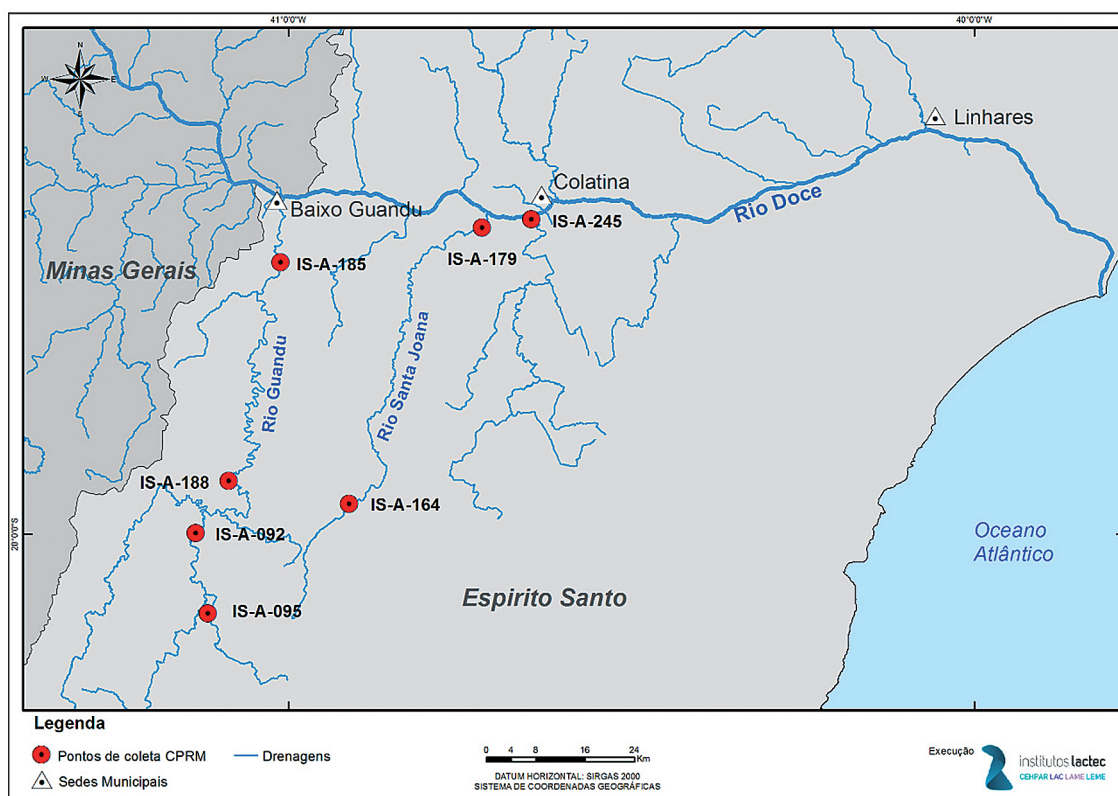 41°0'0"W
40°0'0"W
N
W
E
S
Linhares
Colatina
Baixo Guandu
Rio Doce
IS-A-245
IS-A-179
IS-A-185
Minas Gerais
Rio Guandu
Rio Santa Joana
IS-A-188
IS-A-164
IS-A-092
20°0'0"S
Oceano
Atlântico
Espirito Santo
IS-A-095
Legenda
Pontos de coleta CPRM
Drenagens
Sedes Municipais
0 4 8 16 24
Km
DATUM HORIZONTAL: SIRGAS 2000
SISTEMA DE COORDENADAS GEOGRÁFICAS
Execução
institutos lactec
CEHPAR LAC LAME LEME